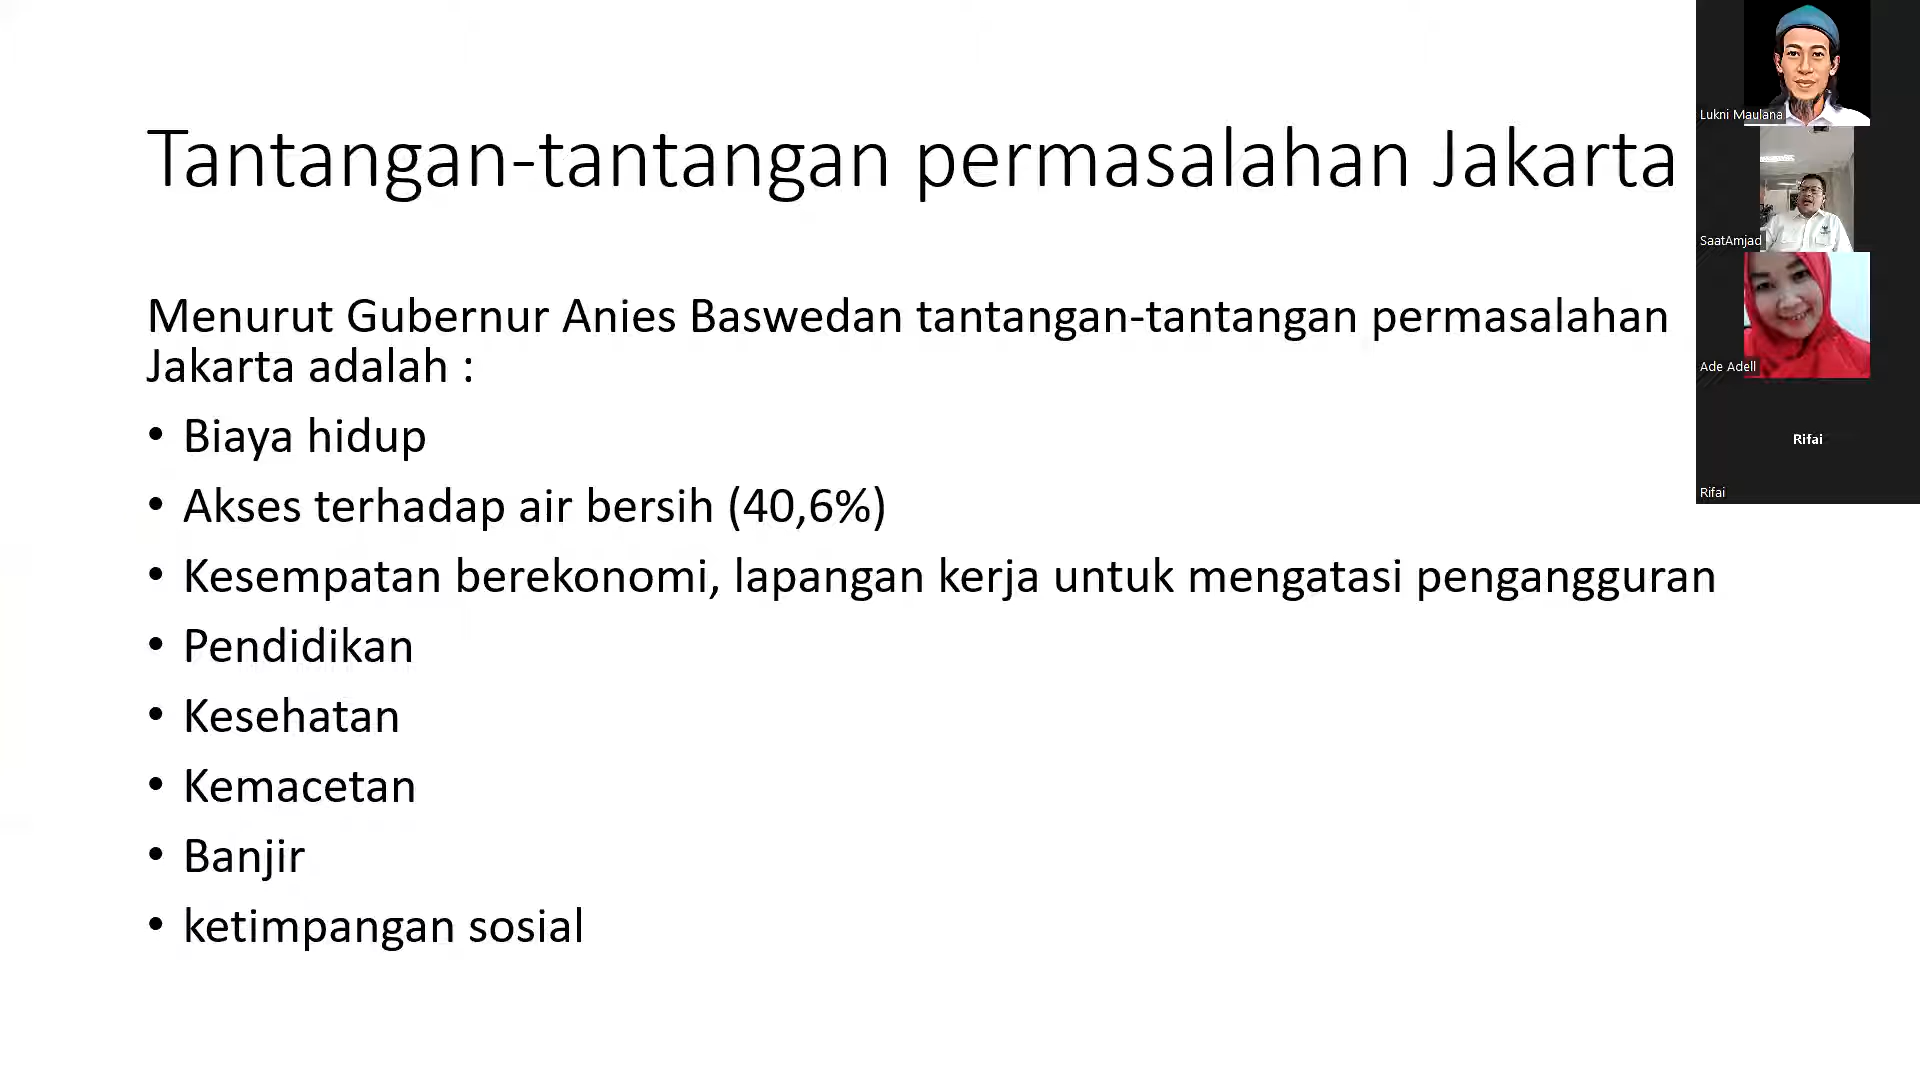 Tantangan-tantangan permasalahan Jakarta
Menurut Gubernur Anies Baswedan tantangan-tantangan permasalahan
Jakarta adalah :
• Biaya hidup
• Akses terhadap air bersih (40,6%)
• Kesempatan berekonomi, lapangan kerja untuk mengatasi pengangguran
• Pendidikan
• Kesehatan
• Kemacetan
• Banjir
• ketimpangan sosial
Lukni Maulana
SaatAmjad
Ade Adell
Rifai
Rifai